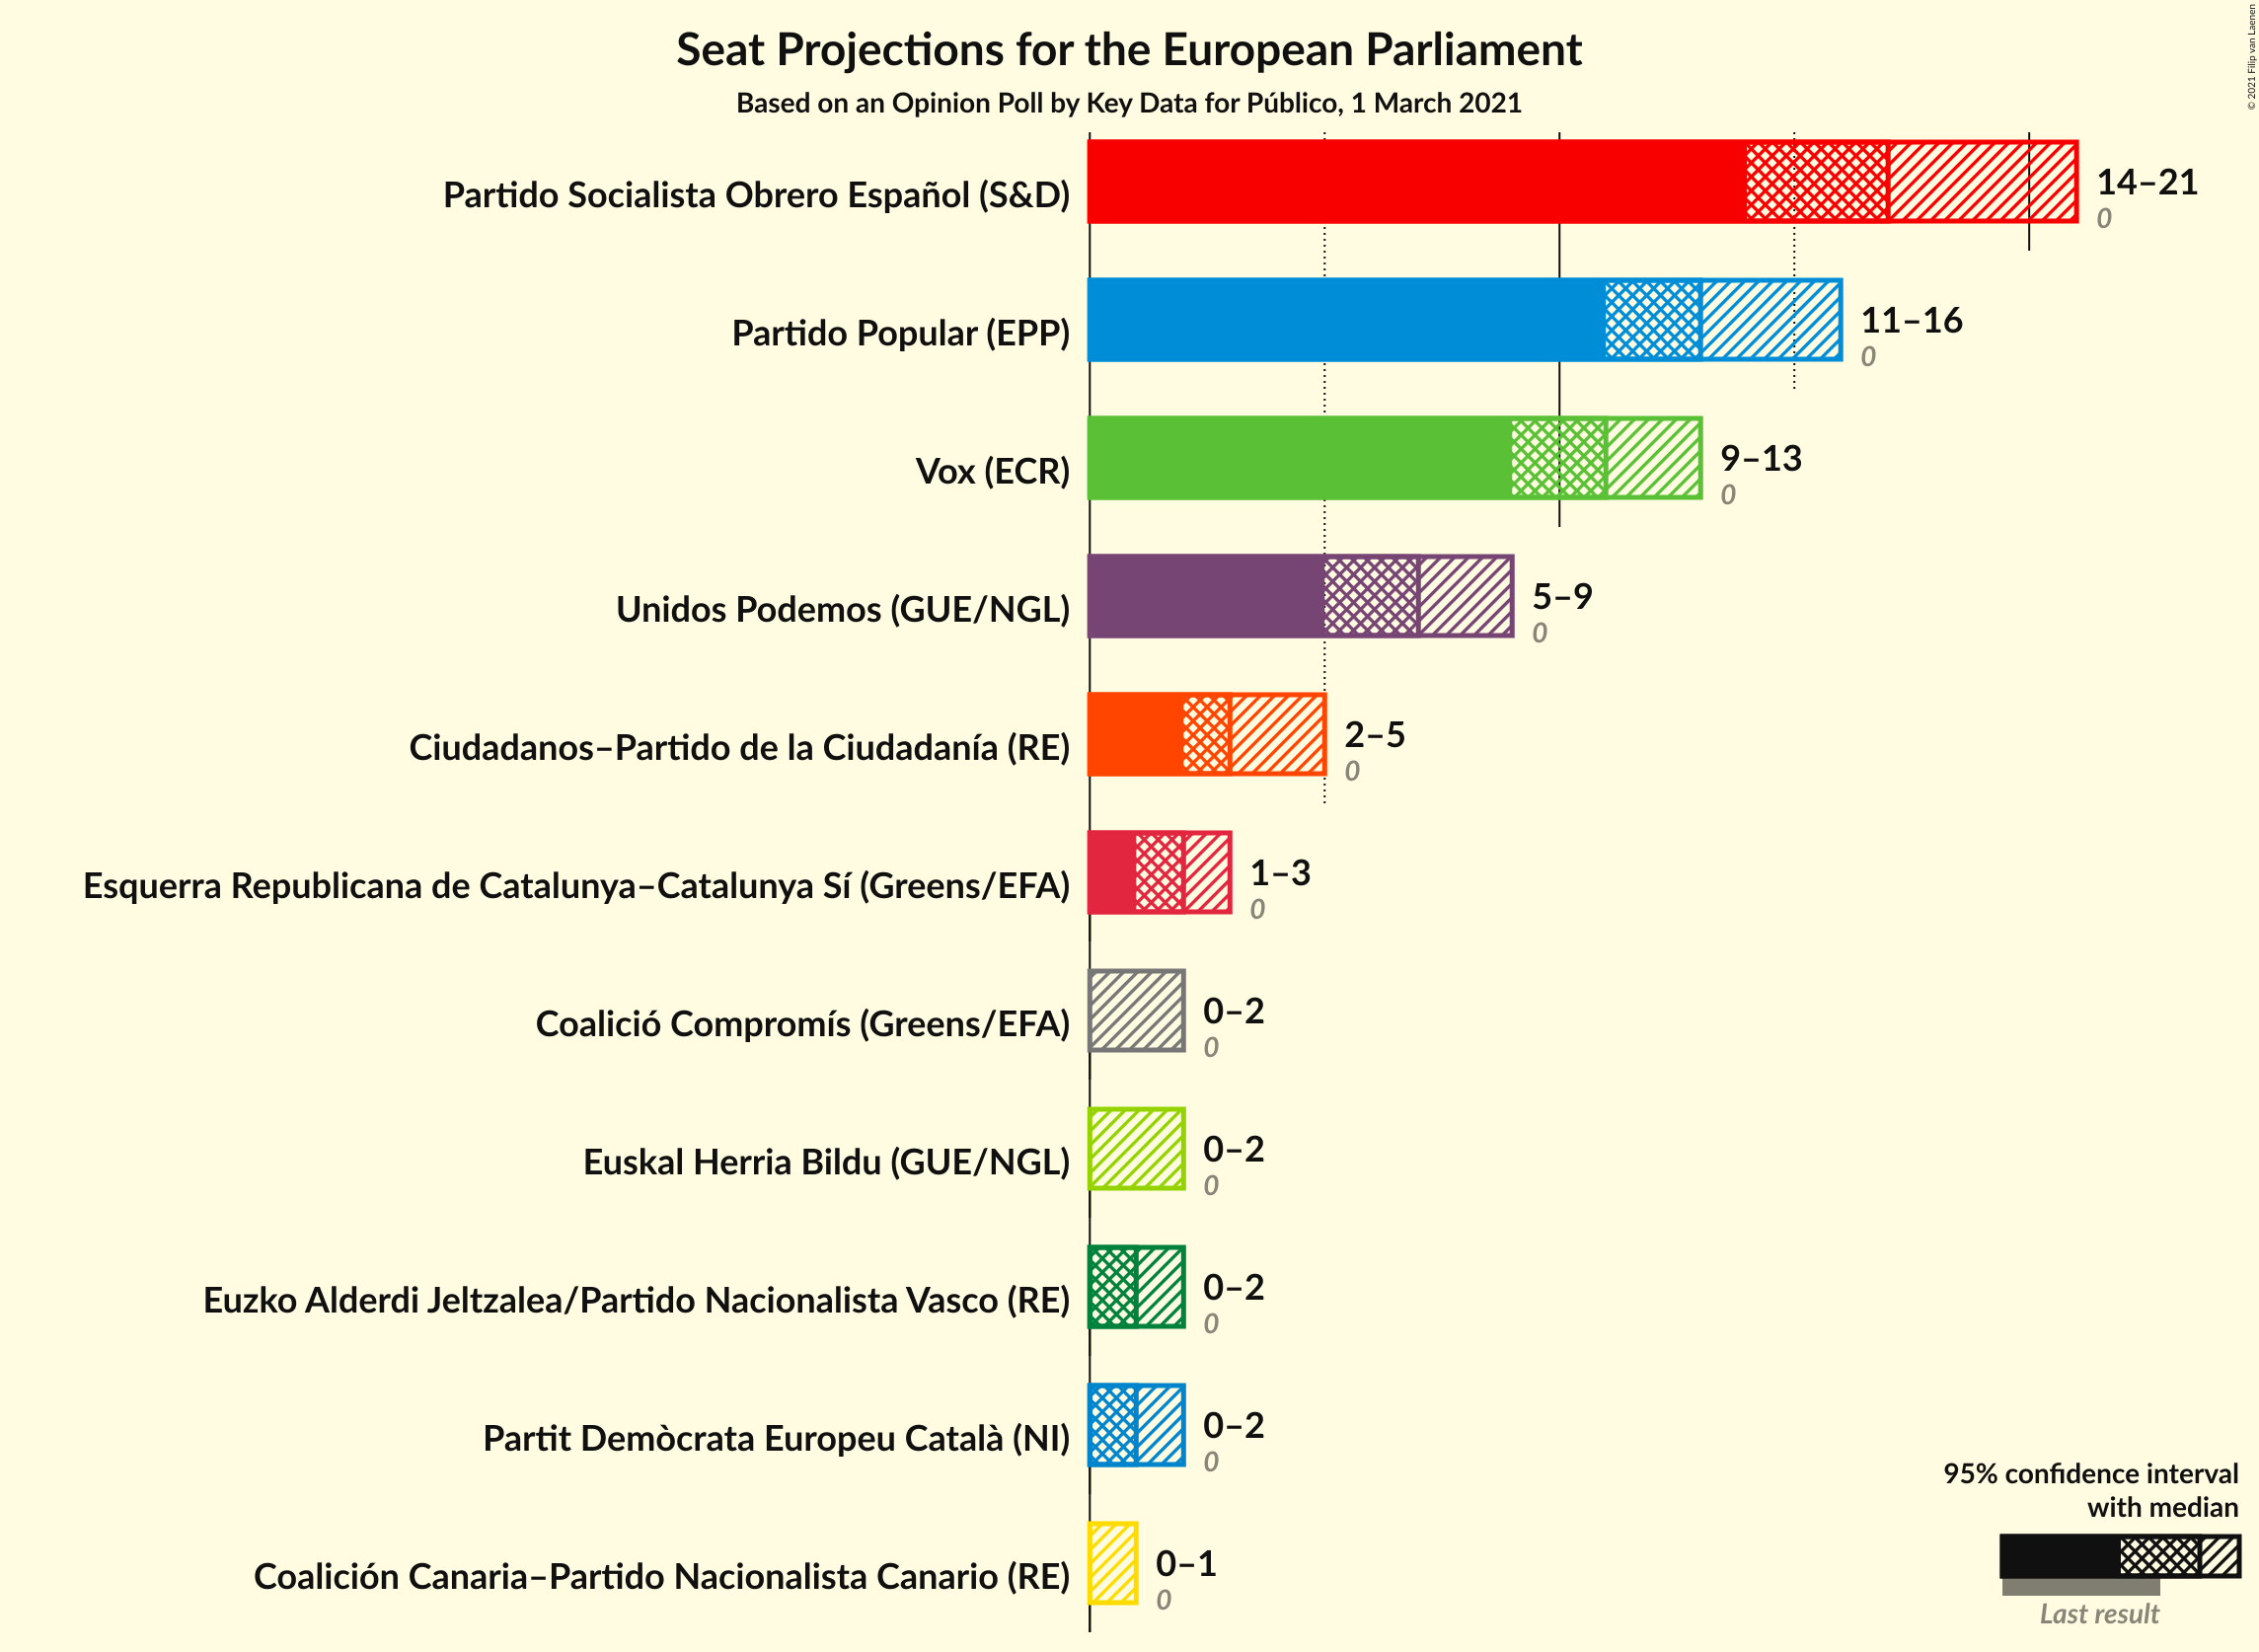 Seat Projections for the European Parliament
Based on an Opinion Poll by Key Data for Público, 1 March 2021
© 2021 Filip van Laenen
Partido Socialista Obrero Español (S&D)
14–21
0
Partido Popular (EPP)
11–16
0
Vox (ECR)
9–13
0
Unidos Podemos (GUE/NGL)
5–9
0
Ciudadanos–Partido de la Ciudadanía (RE)
2–5
0
Esquerra Republicana de Catalunya–Catalunya Sí (Greens/EFA)
1–3
0
Coalició Compromís (Greens/EFA)
0–2
0
Euskal Herria Bildu (GUE/NGL)
0–2
0
Euzko Alderdi Jeltzalea/Partido Nacionalista Vasco (RE)
0–2
0
Partit Demòcrata Europeu Català (NI)
0–2
0
Coalición Canaria–Partido Nacionalista Canario (RE)
0–1
0
95% confidence interval
with median
Last result